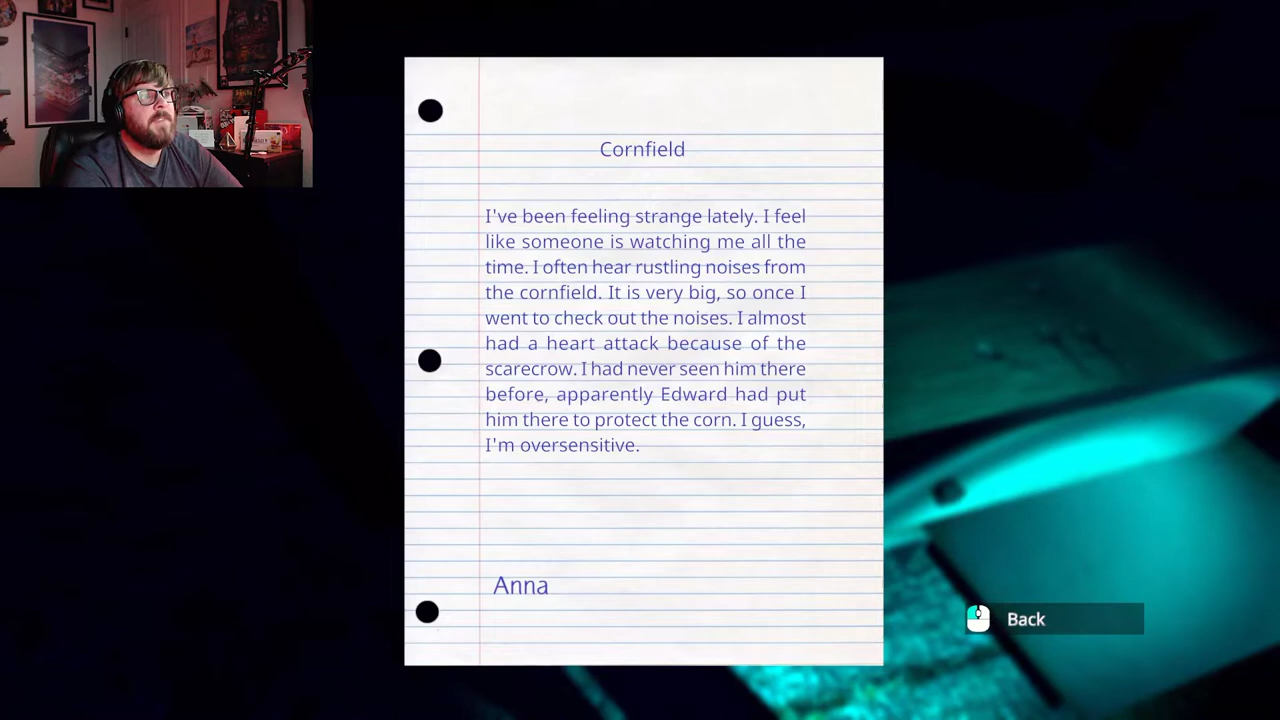 Cornfield
I've been feeling strange lately. I feel
like someone is watching me all the
time. I often hear rustling noises from
the cornfield. It is very big, so once I
went to check out the noises. I almost
had a heart attack because of the
scarecrow. I had never seen him there
before, apparently Edward had put
him there to protect the corn. I guess,
I'm oversensitive.
Anna
Back